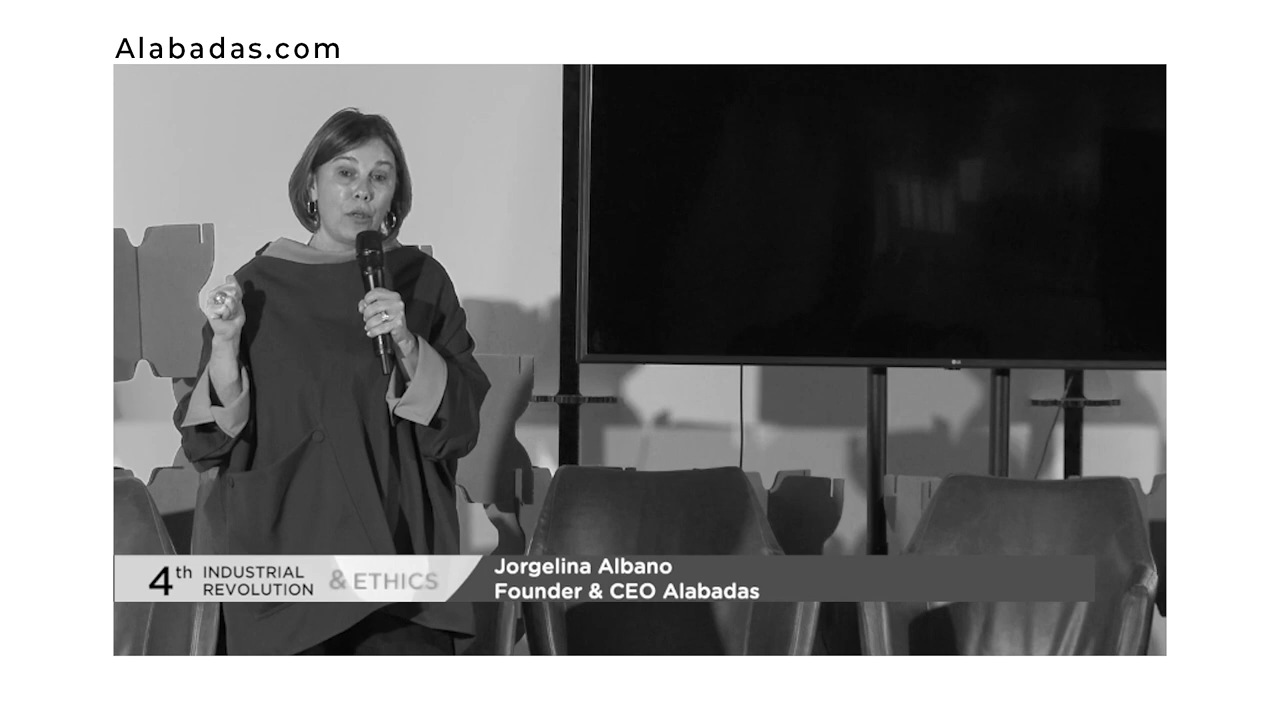 Alabadas.com
4th INDUSTRIAL REVOLUTION & ETHICS
Jorgelina Albano
Founder & CEO Alabadas